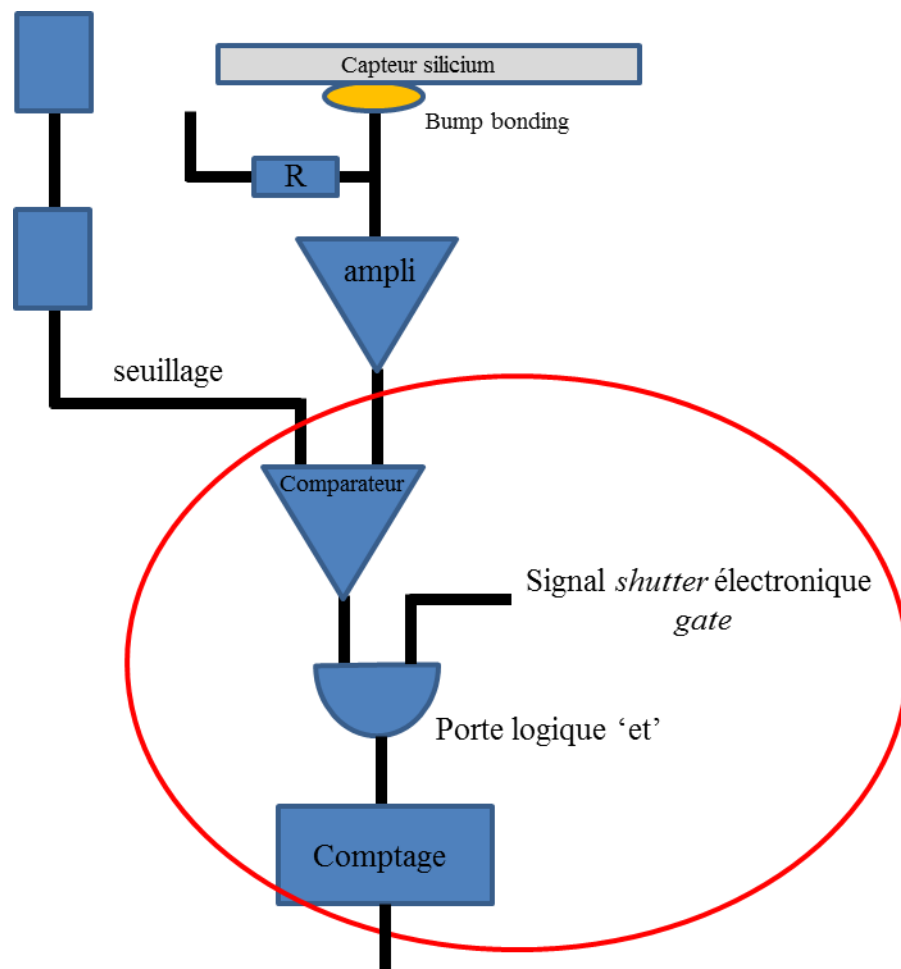 Capteur silicium
Bump bonding
R
ampli
seuillage
Comparateur
Signal shutter électronique
gate
Porte logique ‘et’
Comptage